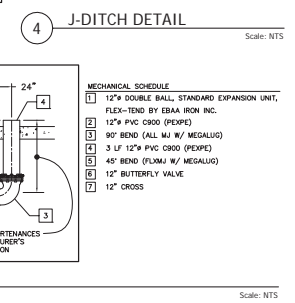 4
J-DITCH DETAIL
Scale: NTS
24"
4
3
RTENANCES
URER'S
ON
MECHANICAL SCHEDULE
1 12"ø DOUBLE BALL, STANDARD EXPANSION UNIT,
FLEX-TEND BY EBAA IRON INC.
2 12"ø PVC C900 (PEXPE)
3 90° BEND (ALL MJ W/ MEGALUG)
4 3 LF 12"ø PVC C900 (PEXPE)
5 45° BEND (FLXMJ W/ MEGALUG)
6 12" BUTTERFLY VALVE
7 12" CROSS
Scale: NTS